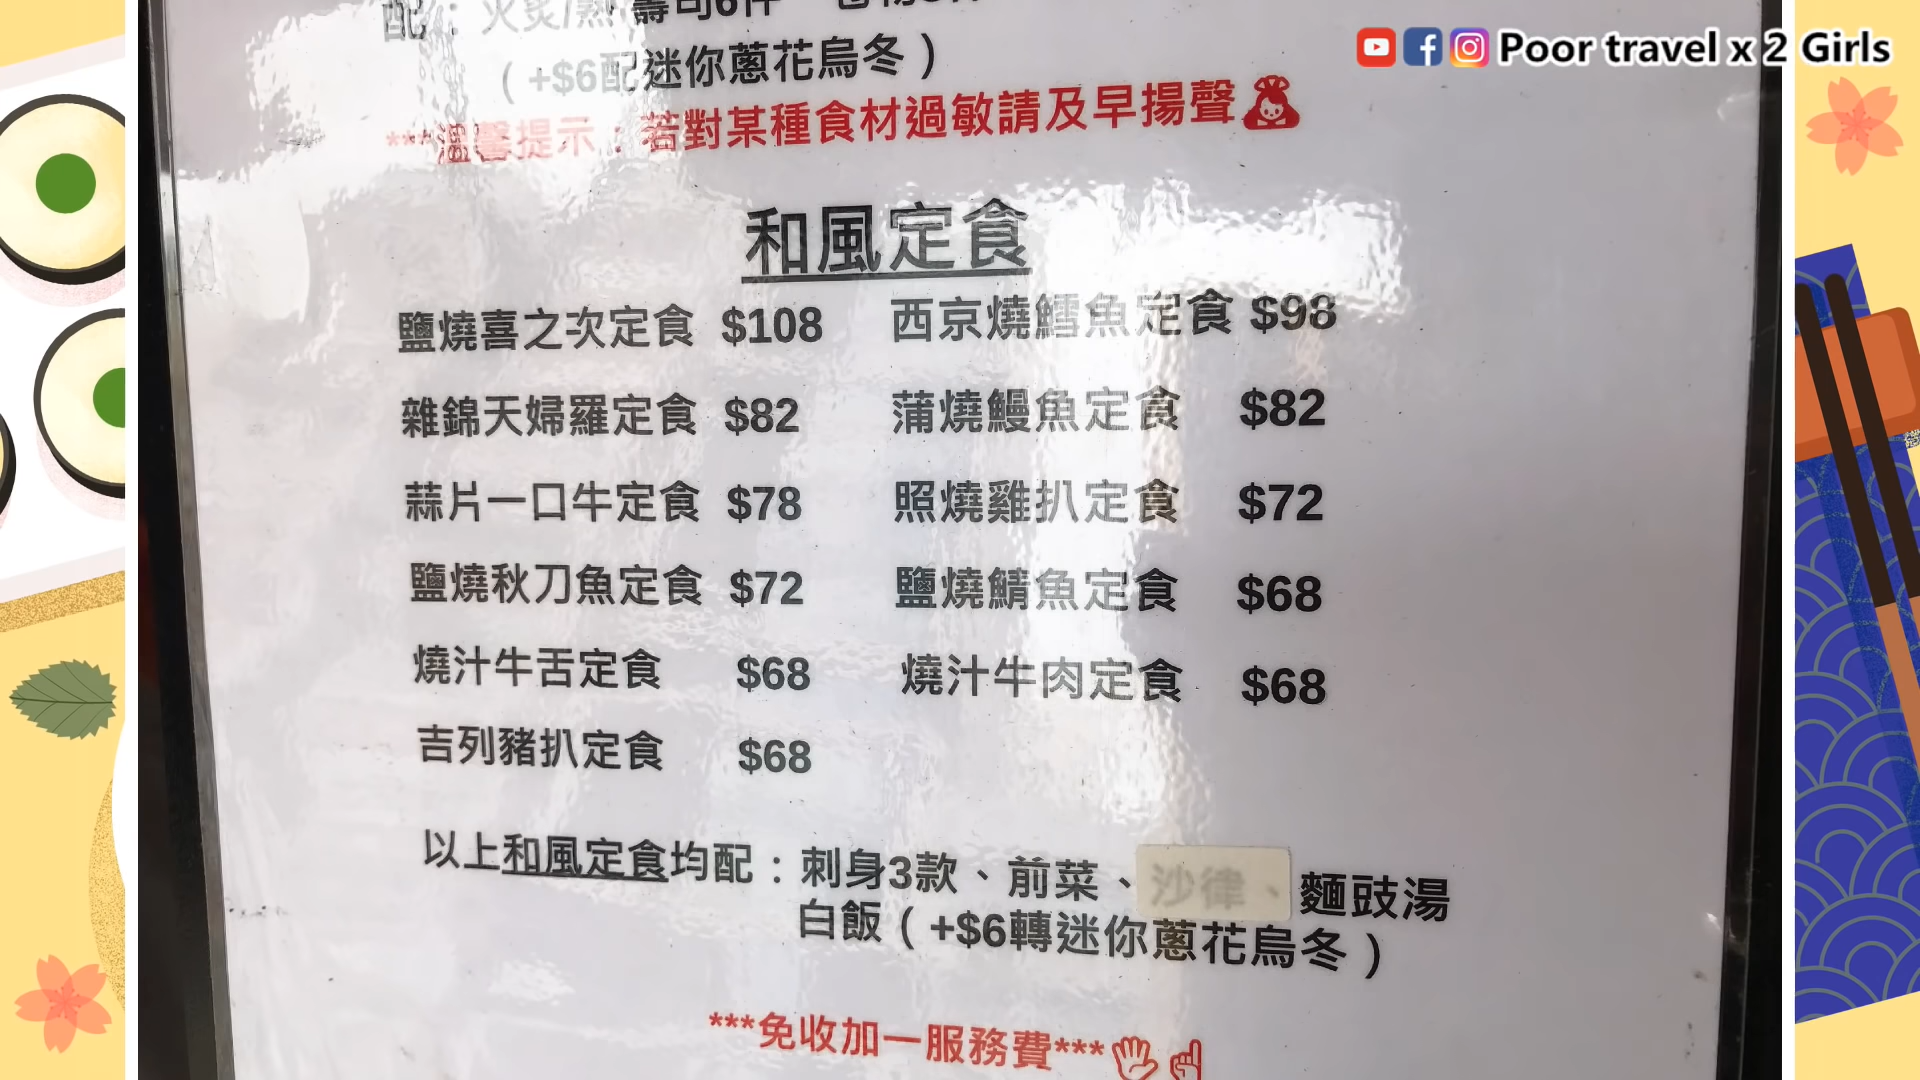 配：火炙/熟 壽司6件
（+$6配迷你蔥花烏冬）
Poor travel x 2 Girls
***溫馨提示：若對某種食材過敏請及早揚聲
和風定食
鹽燒喜之次定食 $108 西京燒鱈魚定食 $98
雜錦天婦羅定食 $82 蒲燒鰻魚定食 $82
蒜片一口牛定食 $78 照燒雞扒定食 $72
鹽燒秋刀魚定食 $72 鹽燒鯖魚定食 $68
燒汁牛舌定食 $68 燒汁牛肉定食 $68
吉列豬扒定食 $68
以上和風定食均配：刺身3款、前菜、沙律、麵豉湯
白飯（+$6轉迷你蔥花烏冬）
***免收加一服務費***